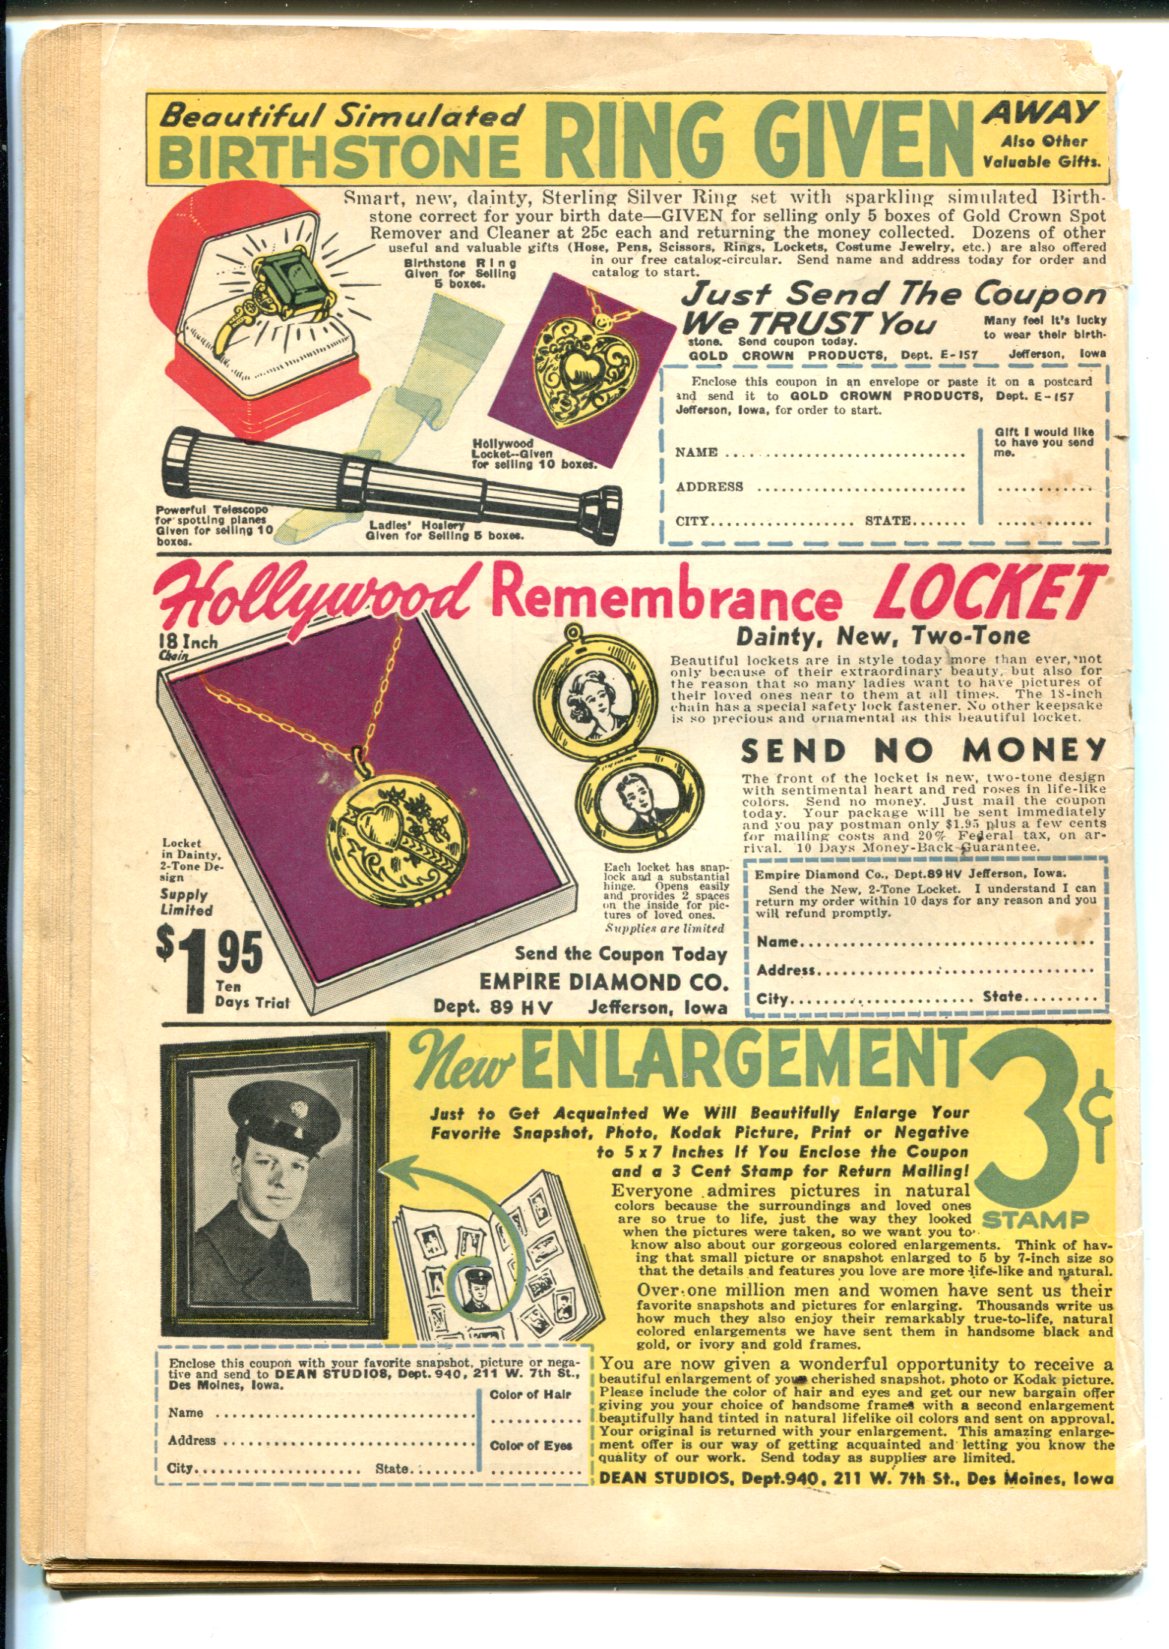 Beautiful Simulated
BIRTHSTONE RING GIVEN AWAY
Also Other
Valuable Gifts.
Smart, new, dainty, Sterling Silver Ring set with sparkling simulated Birth-
stone correct for your birth date—GIVEN for selling only 5 boxes of Gold Crown Spot
Remover and Cleaner at 25c each and returning the money collected. Dozens of other
useful and valuable gifts (Hose, Pens, Scissors, Rings, Lockets, Costume Jewelry, etc.) are also offered
in our free catalog-circular. Send name and address today for order and
catalog to start.
Birthstone Ring
Given for Selling
5 boxes.
Just Send The Coupon
We TRUST You
Many feel it's lucky
to wear their birth-
stone. Send coupon today.
GOLD CROWN PRODUCTS, Dept. E-157 Jefferson, Iowa
Hollywood
Locket--Given
for selling 10 boxes.
Powerful Telescope
for spotting planes
Given for selling 10
boxes.
Ladies' Hosiery
Given for Selling 5 boxes.
Enclose this coupon in an envelope or paste it on a postcard
and send it to GOLD CROWN PRODUCTS, Dept. E-157
Jefferson, Iowa, for order to start.
NAME
ADDRESS
CITY STATE
Gift I would like
to have you send
me.
Hollywood Remembrance LOCKET
18 Inch
Chain
Dainty, New, Two-Tone
Beautiful lockets are in style today more than ever, not
only because of their extraordinary beauty, but also for
the reason that so many ladies want to have pictures of
their loved ones near to them at all times. The 18-inch
chain has a special safety lock fastener. No other keepsake
is so precious and ornamental as this beautiful locket.
SEND NO MONEY
The front of the locket is new, two-tone design
with sentimental heart and red roses in life-like
colors. Send no money. Just mail the coupon
today. Your package will be sent immediately
and you pay postman only $1.95 plus a few cents
for mailing costs and 20% Federal tax, on ar-
rival. 10 Days Money-Back Guarantee.
Locket
in Dainty,
2-Tone De-
sign
Supply
Limited
$1.95
Ten
Days Trial
Each locket has snap-
lock and a substantial
hinge. Opens easily
and provides 2 spaces
on the inside for pic-
tures of loved ones.
Supplies are limited
Send the Coupon Today
EMPIRE DIAMOND CO.
Dept. 89 HV Jefferson, Iowa
Empire Diamond Co., Dept. 89 HV Jefferson, Iowa.
Send the New, 2-Tone Locket. I understand I can
return my order within 10 days for any reason and you
will refund promptly.
Name
Address
City State
New ENLARGEMENT 3¢
STAMP
Just to Get Acquainted We Will Beautifully Enlarge Your
Favorite Snapshot, Photo, Kodak Picture, Print or Negative
to 5 x 7 Inches If You Enclose the Coupon
and a 3 Cent Stamp for Return Mailing!
Everyone admires pictures in natural
colors because the surroundings and loved ones
are so true to life, just the way they looked
when the pictures were taken, so we want you to
know also about our gorgeous colored enlargements. Think of hav-
ing that small picture or snapshot enlarged to 5 by 7-inch size so
that the details and features you love are more life-like and natural.
Over one million men and women have sent us their
favorite snapshots and pictures for enlarging. Thousands write us
how much they also enjoy their remarkably true-to-life, natural
colored enlargements we have sent them in handsome black and
gold, or ivory and gold frames.
You are now given a wonderful opportunity to receive a
beautiful enlargement of your cherished snapshot, photo or Kodak picture.
Please include the color of hair and eyes and get our new bargain offer
giving you your choice of handsome frames with a second enlargement
beautifully hand tinted in natural lifelike oil colors and sent on approval.
Your original is returned with your enlargement. This amazing enlarge-
ment offer is our way of getting acquainted and letting you know the
quality of our work. Send today as supplies are limited.
DEAN STUDIOS, Dept.940, 211 W. 7th St., Des Moines, Iowa
Enclose this coupon with your favorite snapshot, picture or nega-
tive and send to DEAN STUDIOS, Dept. 940, 211 W. 7th St.,
Des Moines, Iowa.
Name
Address
City State
Color of Hair
Color of Eyes